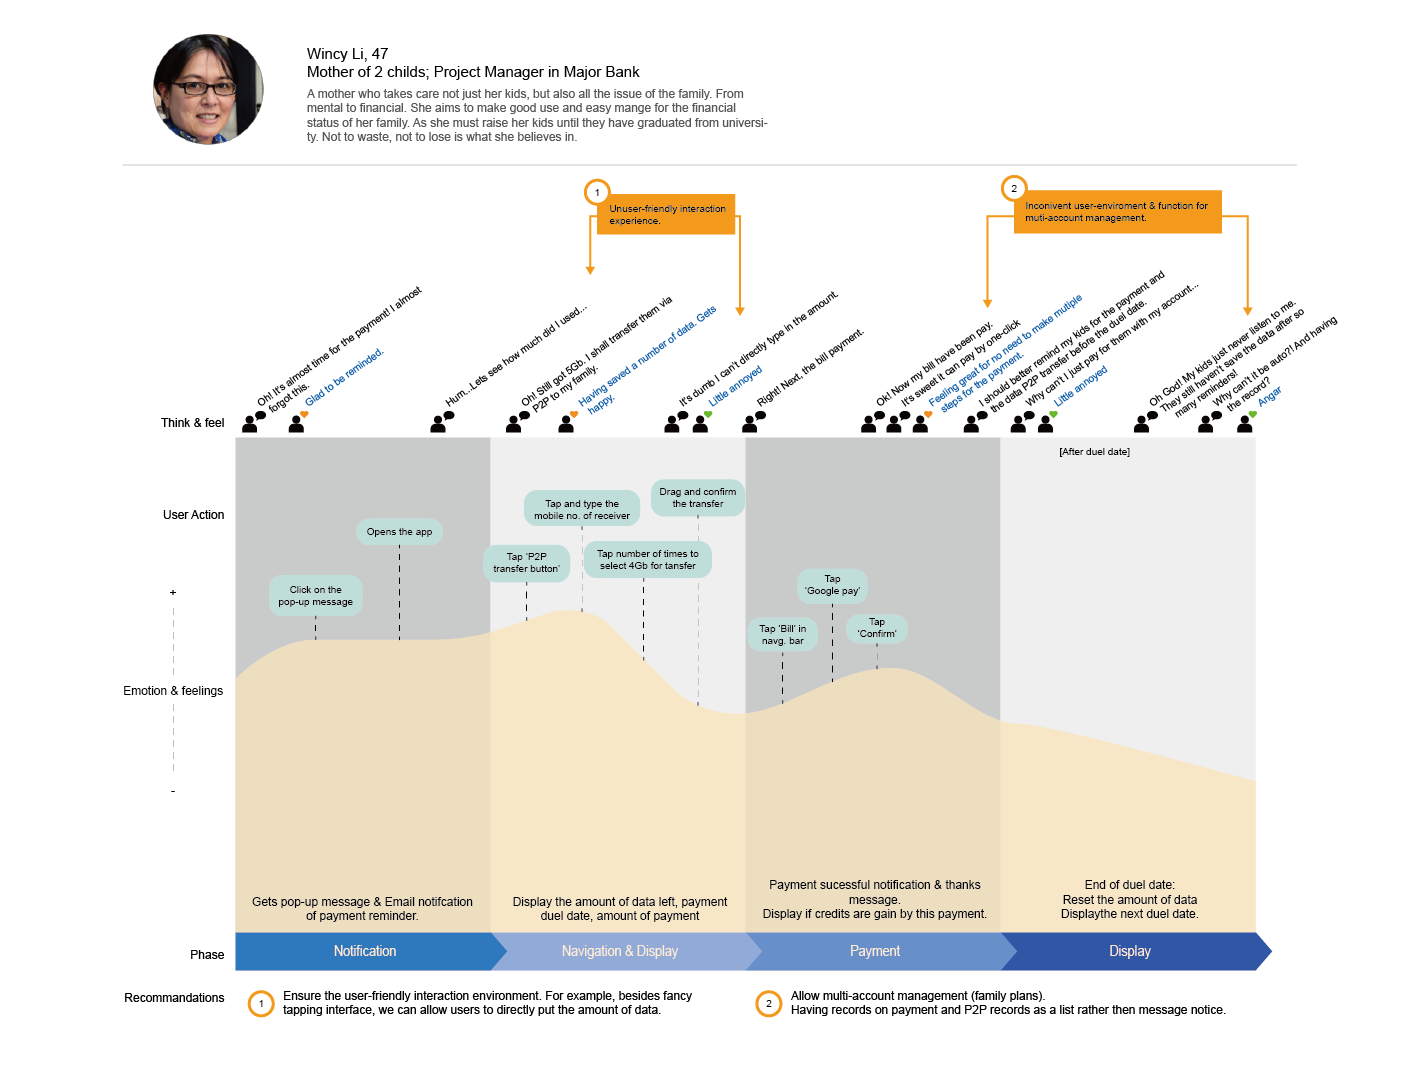 Wincy Li, 47
Mother of 2 childs; Project Manager in Major Bank
A mother who takes care not just her kids, but also all the issue of the family. From
mental to financial. She aims to make good use and easy mange for the financial
status of her family. As she must raise her kids until they have graduated from universi-
ty. Not to waste, not to lose is what she believes in.
1
Unuser-friendly interaction
experience.
2
Inconivent user-enviroment & function for
muti-account management.
Think & feel
Oh! It's almost time for the payment! I almost
forgot this.
Glad to be reminded.
Hum...Lets see how much did I used...
Oh! Still got 5Gb. I shall transfer them via
P2P to my family.
Having saved a number of data. Gets
happy.
It's dumb I can't directly type in the amount.
Little annoyed
Right! Next, the bill payment.
Ok! Now my bill have been pay.
It's sweet it can pay by one-click
Feeling great for no need to make mutiple
steps for the payment.
I should better remind my kids for the payment and
the data P2P transfer before the duel date.
Why can't I just pay for them with my account...
Little annoyed
Oh God! My kids just never listen to me.
They still haven't save the data after so
many reminders!
Why can't it be auto?! And having
the record?
Angar
[After duel date]
User Action
Click on the
pop-up message
Opens the app
Tap 'P2P
transfer button'
Tap and type the
mobile no. of receiver
Tap number of times to
select 4Gb for tansfer
Drag and confirm
the transfer
Tap 'Bill' in
navg. bar
Tap
'Google pay'
Tap
'Confirm'
+
Emotion & feelings
-
Gets pop-up message & Email notifcation
of payment reminder.
Display the amount of data left, payment
duel date, amount of payment
Payment sucessful notification & thanks
message.
Display if credits are gain by this payment.
End of duel date:
Reset the amount of data
Displaythe next duel date.
Phase
Notification
Navigation & Display
Payment
Display
Recommandations
1
Ensure the user-friendly interaction environment. For example, besides fancy
tapping interface, we can allow users to directly put the amount of data.
2
Allow multi-account management (family plans).
Having records on payment and P2P records as a list rather then message notice.